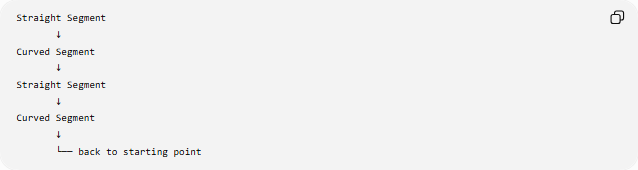 Straight Segment
↓
Curved Segment
↓
Straight Segment
↓
Curved Segment
↓
└── back to starting point